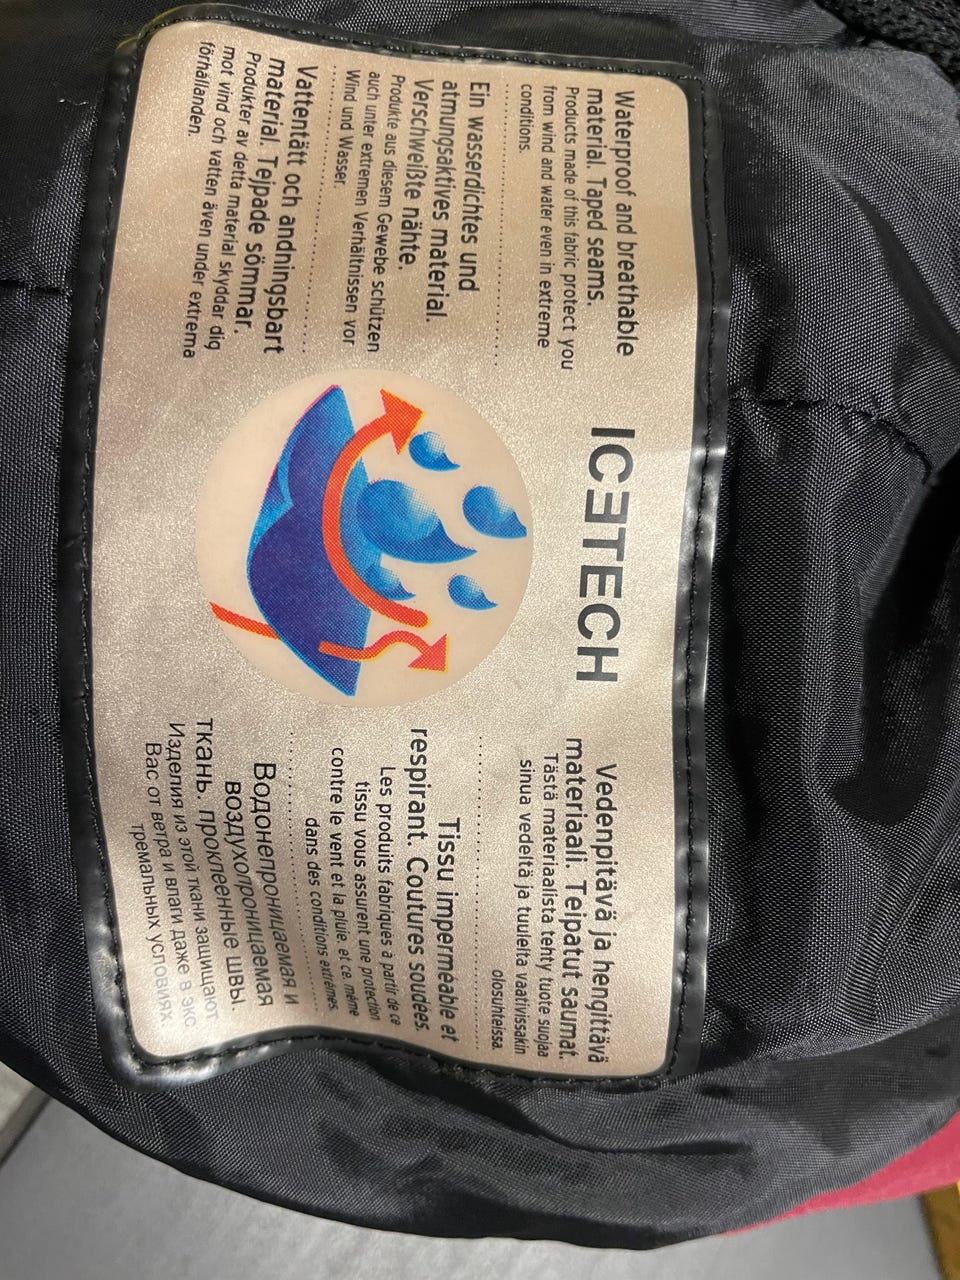 Waterproof and breathable
material. Taped seams.
Products made of this fabric protect you
from wind and water even in extreme
conditions.
Ein wasserdichtes und
atmungsaktives material.
Verschweißte nähte.
Produkte aus diesem Gewebe schützen
auch unter extremen Verhältnissen vor
Wind und Wasser.
Vattentätt och andningsbart
material. Tejpade sömmar.
Produkter av detta material skyddar dig
mot vind och vatten även under extrema
förhållanden.
ICETECH
Vedenpitävä ja hengittävä
materiaali. Teipatut saumat.
Tästä materiaalista tehty tuote suojaa
sinua vedeltä ja tuulelta vaativissakin
olosuhteissa.
Tissu imperméable et
respirant. Coutures soudées.
Les produits fabriqués à partir de ce
tissu vous assurent une protection
contre le vent et la pluie, et ce, même
dans des conditions extrêmes.
Водонепроницаемая и
воздухопроницаемая
ткань. проклеенные швы.
Изделия из этой ткани защищают
Вас от ветра и влаги даже в экс
тремальных условиях.